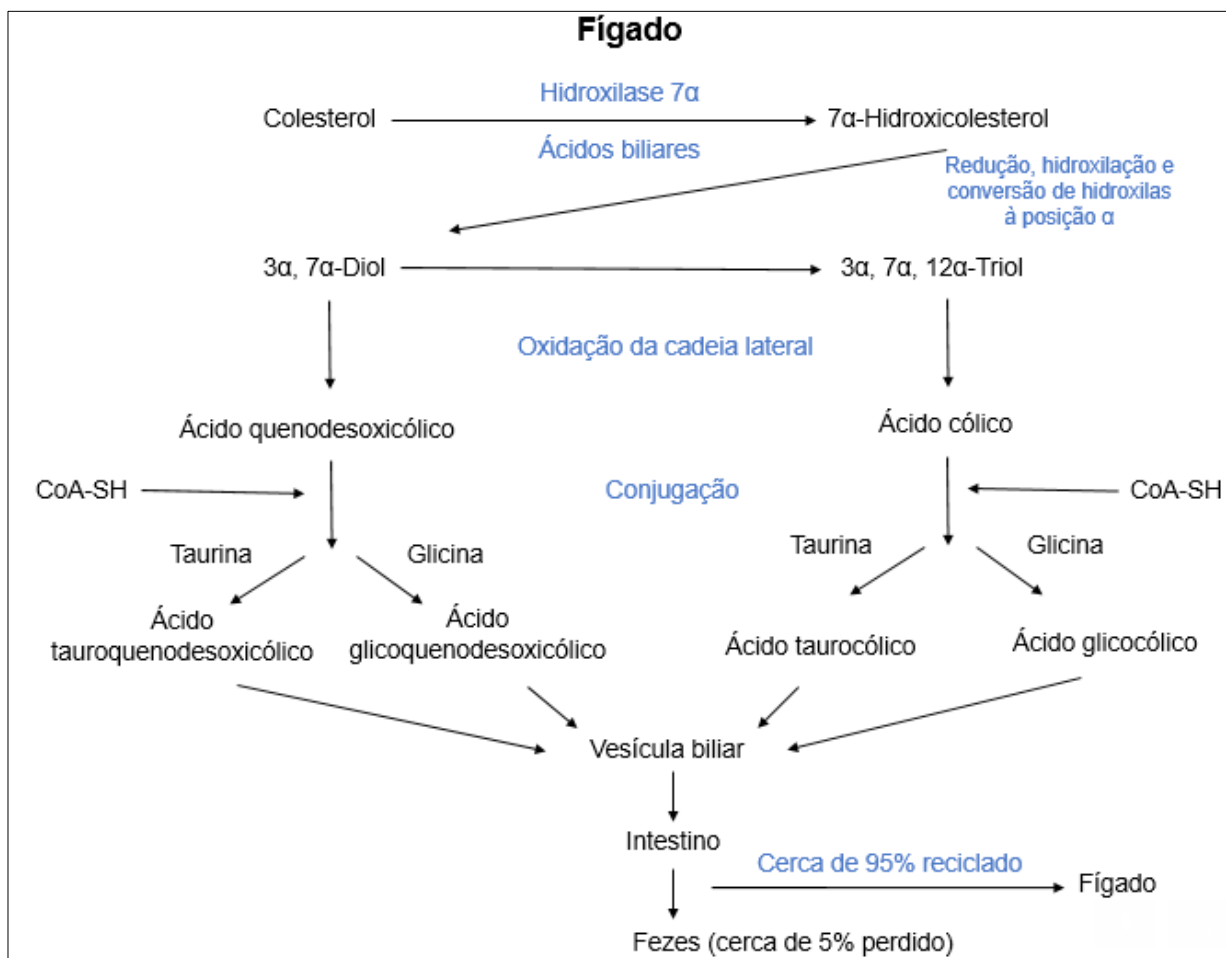 Fígado
Hidroxilase 7α
Colesterol
7α-Hidroxicolesterol
Ácidos biliares
Redução, hidroxilação e
conversão de hidroxilas
à posição α
3α, 7α-Diol
3α, 7α, 12α-Triol
Oxidação da cadeia lateral
Ácido quenodesoxicólico
Ácido cólico
CoA-SH
Conjugação
CoA-SH
Taurina
Glicina
Taurina
Glicina
Ácido
tauroquenodesoxicólico
Ácido
glicoquenodesoxicólico
Ácido taurocólico
Ácido glicocólico
Vesícula biliar
Intestino
Cerca de 95% reciclado
Fígado
Fezes (cerca de 5% perdido)